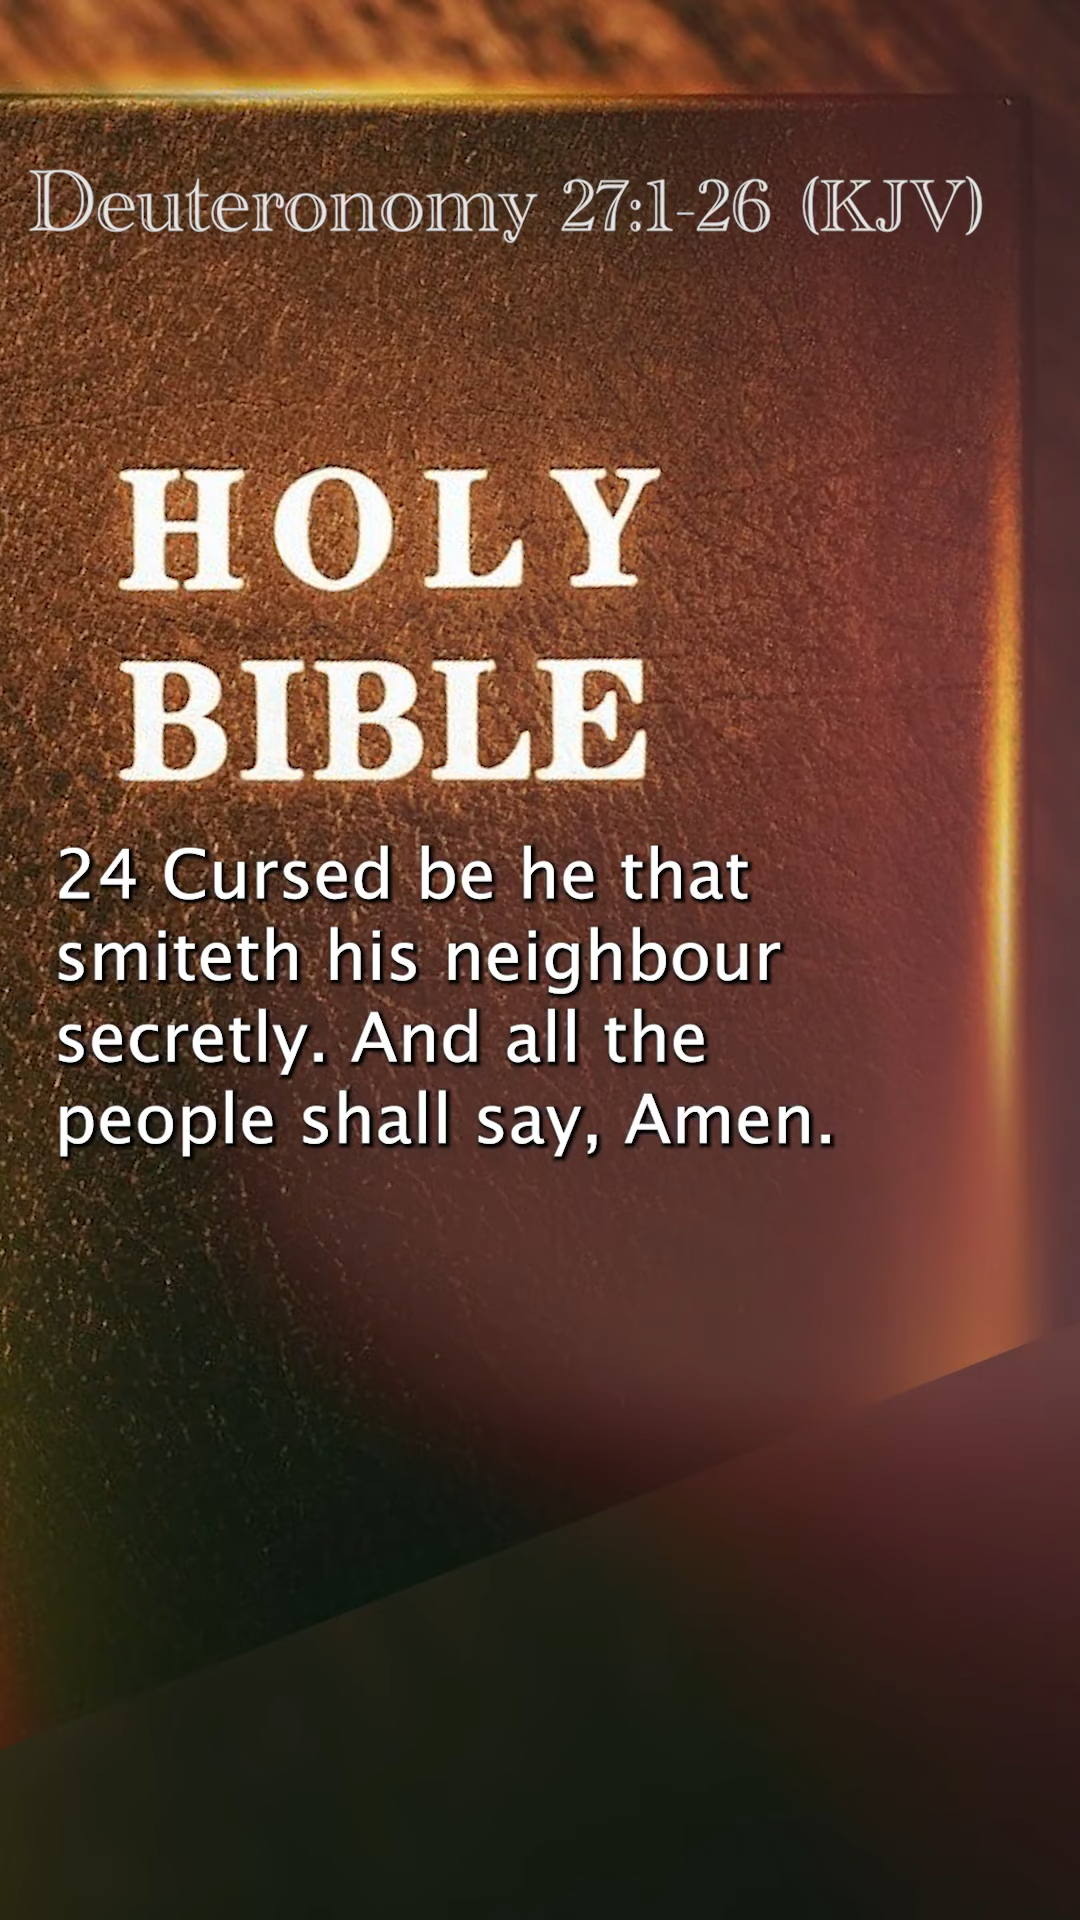 Deuteronomy 27:1-26 (KJV)
HOLY
BIBLE
24 Cursed be he that
smiteth his neighbour
secretly. And all the
people shall say, Amen.